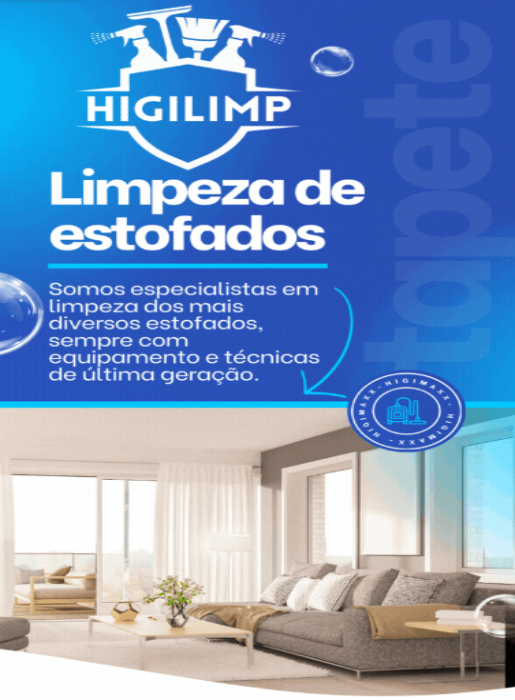 HIGILIMP
Limpeza de
estofados
tapete
Somos especialistas em
limpeza dos mais
diversos estofados,
sempre com
equipamento e técnicas
de última geração.
HIGIMAXX · HIGIMAXX · HIGIMAXX ·